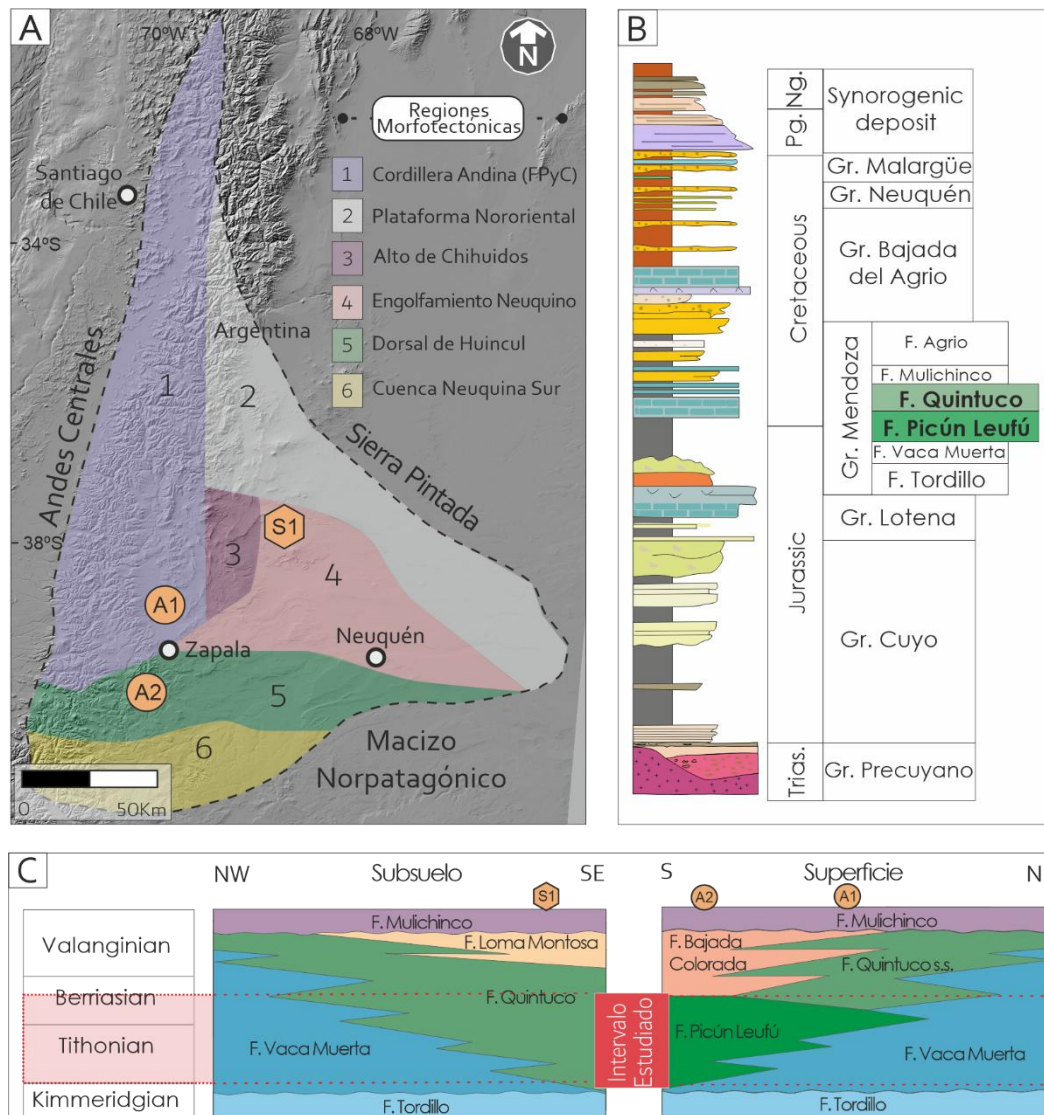 A
70ºW
68ºW
N
Regiones
Morfotectónicas
1 Cordillera Andina (FPyC)
2 Plataforma Nororiental
3 Alto de Chihuidos
4 Engolfamiento Neuquino
5 Dorsal de Huincul
6 Cuenca Neuquina Sur
Santiago
de Chile
34ºS
Argentina
Andes Centrales
1
2
Sierra Pintada
38ºS
S1
3
4
A1
Zapala
Neuquén
A2
5
6
Macizo
Norpatagónico
0
50Km
B
Ng.
Pg.
Synorogenic
deposit
Cretaceous
Gr. Malargüe
Gr. Neuquén
Gr. Bajada
del Agrio
Gr. Mendoza
F. Agrio
F. Mulichinco
F. Quintuco
F. Picún Leufú
F. Vaca Muerta
F. Tordillo
Jurassic
Gr. Lotena
Gr. Cuyo
Trias.
Gr. Precuyano
C
NW
Subsuelo
SE
S1
S
Superficie
N
A2
A1
Valanginian
Berriasian
Tithonian
Kimmeridgian
F. Mulichinco
F. Loma Montosa
F. Quintuco
F. Vaca Muerta
F. Tordillo
Intervalo
Estudiado
F. Mulichinco
F. Bajada
Colorada
F. Quintuco s.s.
F. Picún Leufú
F. Vaca Muerta
F. Tordillo